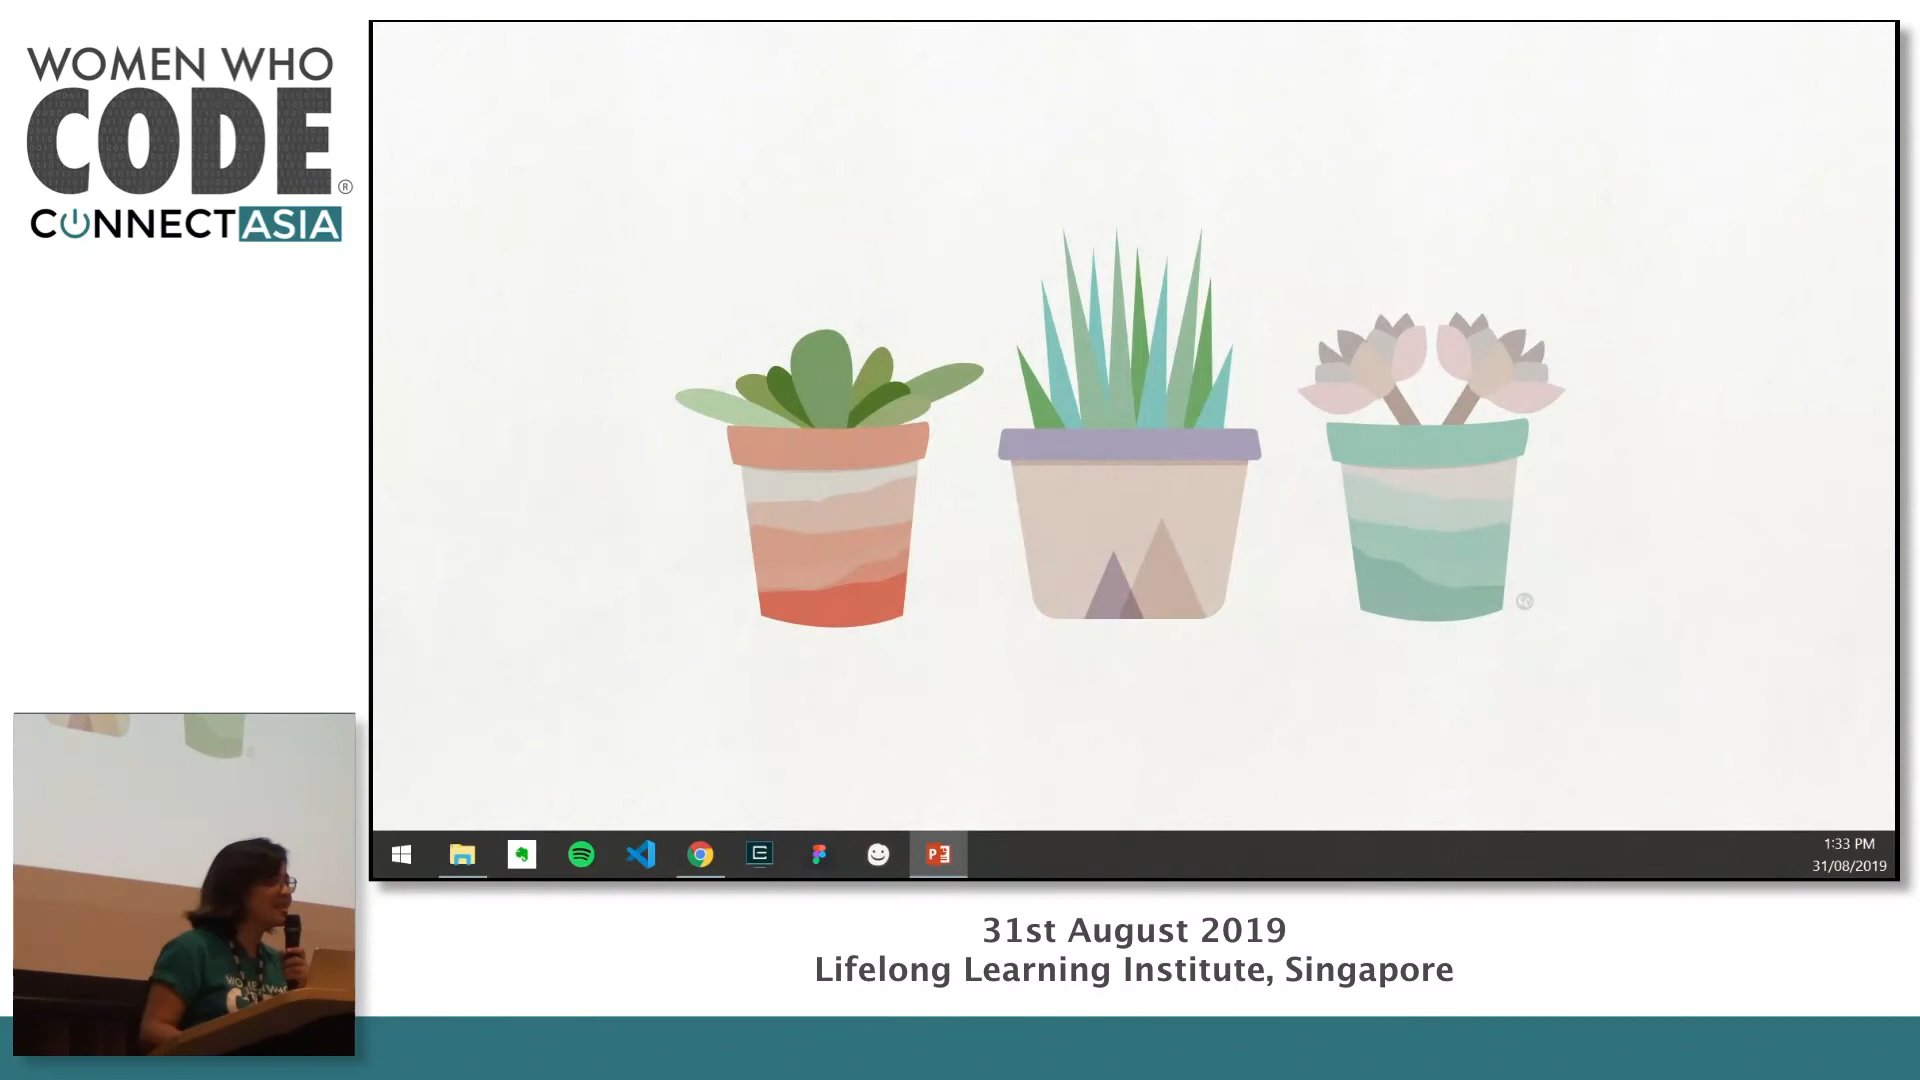 WOMEN WHO
CODE ®
CONNECT ASIA
1:33 PM
31/08/2019
31st August 2019
Lifelong Learning Institute, Singapore